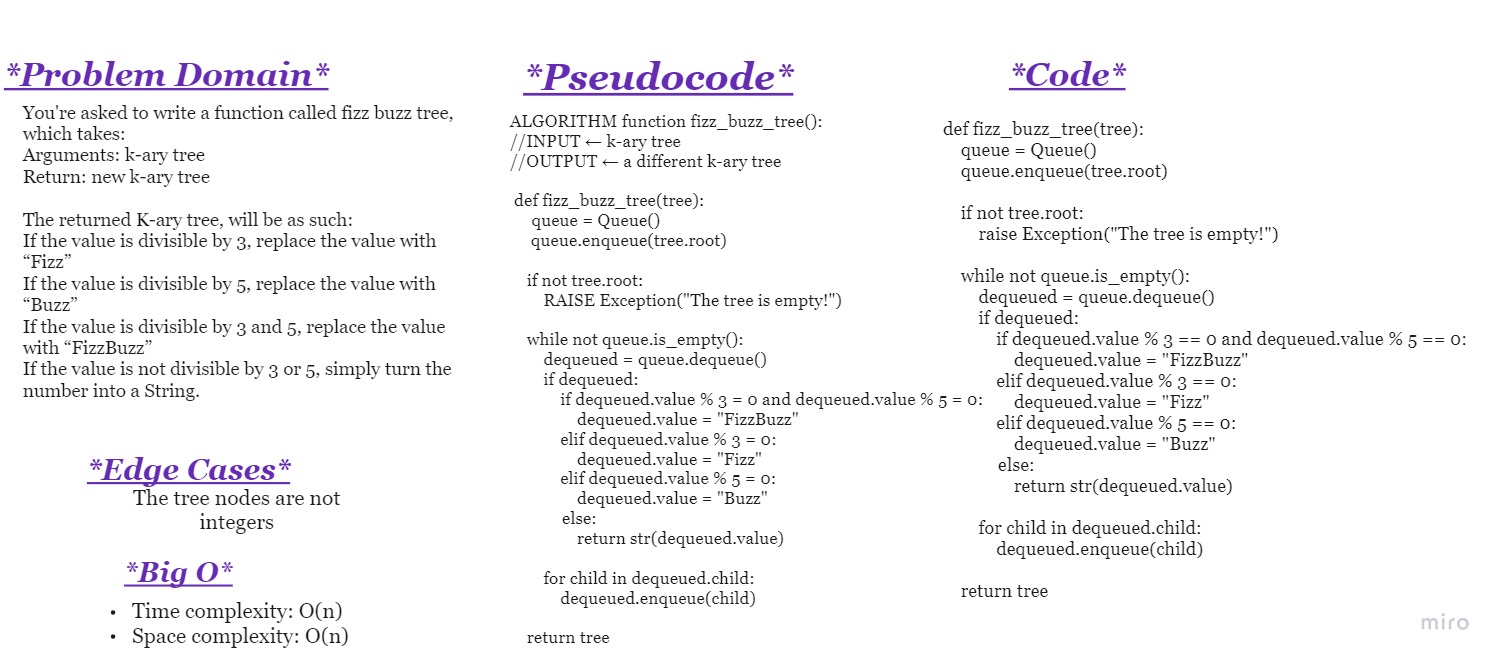 *Problem Domain*
You're asked to write a function called fizz buzz tree,
which takes:
Arguments: k-ary tree
Return: new k-ary tree
The returned K-ary tree, will be as such:
If the value is divisible by 3, replace the value with
“Fizz”
If the value is divisible by 5, replace the value with
“Buzz”
If the value is divisible by 3 and 5, replace the value
with “FizzBuzz”
If the value is not divisible by 3 or 5, simply turn the
number into a String.
*Edge Cases*
The tree nodes are not
integers
*Big O*
• Time complexity: O(n)
• Space complexity: O(n)
*Pseudocode*
ALGORITHM function fizz_buzz_tree():
//INPUT ← k-ary tree
//OUTPUT ← a different k-ary tree
def fizz_buzz_tree(tree):
queue = Queue()
queue.enqueue(tree.root)
if not tree.root:
RAISE Exception("The tree is empty!")
while not queue.is_empty():
dequeued = queue.dequeue()
if dequeued:
if dequeued.value % 3 = 0 and dequeued.value % 5 = 0:
dequeued.value = "FizzBuzz"
elif dequeued.value % 3 = 0:
dequeued.value = "Fizz"
elif dequeued.value % 5 = 0:
dequeued.value = "Buzz"
else:
return str(dequeued.value)
for child in dequeued.child:
dequeued.enqueue(child)
return tree
*Code*
def fizz_buzz_tree(tree):
queue = Queue()
queue.enqueue(tree.root)
if not tree.root:
raise Exception("The tree is empty!")
while not queue.is_empty():
dequeued = queue.dequeue()
if dequeued:
if dequeued.value % 3 == 0 and dequeued.value % 5 == 0:
dequeued.value = "FizzBuzz"
elif dequeued.value % 3 == 0:
dequeued.value = "Fizz"
elif dequeued.value % 5 == 0:
dequeued.value = "Buzz"
else:
return str(dequeued.value)
for child in dequeued.child:
dequeued.enqueue(child)
return tree
miro